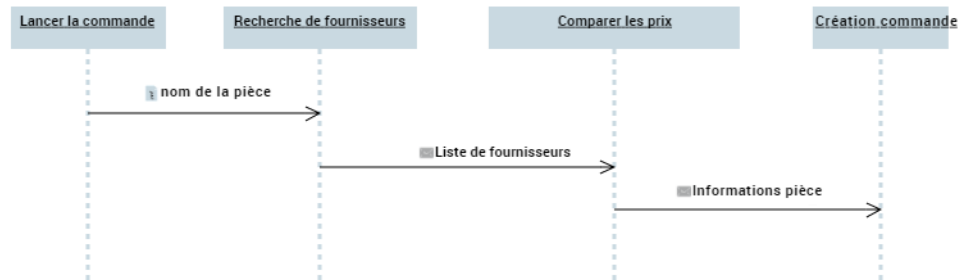 Lancer la commande
Recherche de fournisseurs
Comparer les prix
Création commande
nom de la pièce
Liste de fournisseurs
Informations pièce